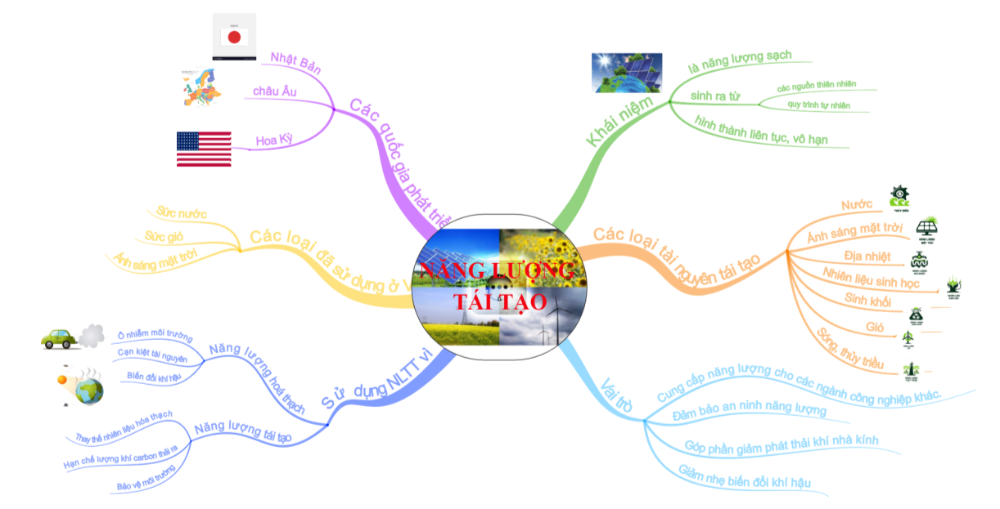 NĂNG LƯỢNG
TÁI TẠO
Khái niệm
là năng lượng sạch
sinh ra từ
các nguồn thiên nhiên
quy trình tự nhiên
hình thành liên tục, vô hạn
Các loại tài nguyên tái tạo
Nước
Ánh sáng mặt trời
Địa nhiệt
Nhiên liệu sinh học
Sinh khối
Gió
Sóng, thủy triều
Vai trò
Cung cấp năng lượng cho các ngành công nghiệp khác.
Đảm bảo an ninh năng lượng
Góp phần giảm phát thải khí nhà kính
Giảm nhẹ biến đổi khí hậu
Các quốc gia phát triể
Nhật Bản
châu Âu
Hoa Kỳ
Các loại đã sử dụng ở V
Sức nước
Sức gió
Ánh sáng mặt trời
Sử dụng NLTT vì
Năng lượng hoá thạch
Ô nhiễm môi trường
Cạn kiệt tài nguyên
Biến đổi khí hậu
Năng lượng tái tạo
Thay thế nhiên liệu hóa thạch
Hạn chế lượng khí carbon thải ra
Bảo vệ môi trường